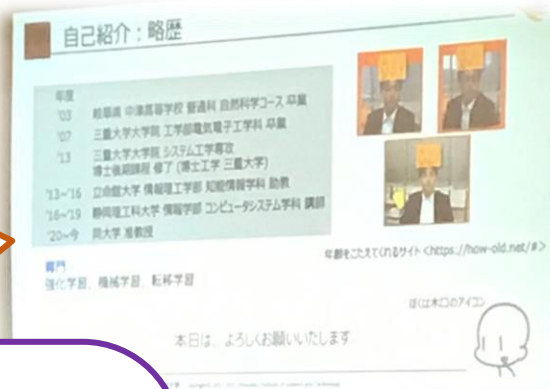 自己紹介：略歴
年度
'03 岐阜県 中津高等学校 普通科 自然科学コース 卒業
'07 三重大学大学院 工学部電気電子工学科 卒業
'13 三重大学大学院 システム工学専攻
博士後期課程 修了 (博士工学 三重大学)
'13~'16 立命館大学 情報理工学部 知能情報学科 助教
'16~'19 静岡理工科大学 情報学部 コンピュータシステム学科 講師
'20~今 同大学 准教授
専門
強化学習、機械学習、転移学習
年齢をこたえてくれるサイト<https://how-old.net/#>
ぼくは木口のアイコン
本日は、よろしくお願いいたします